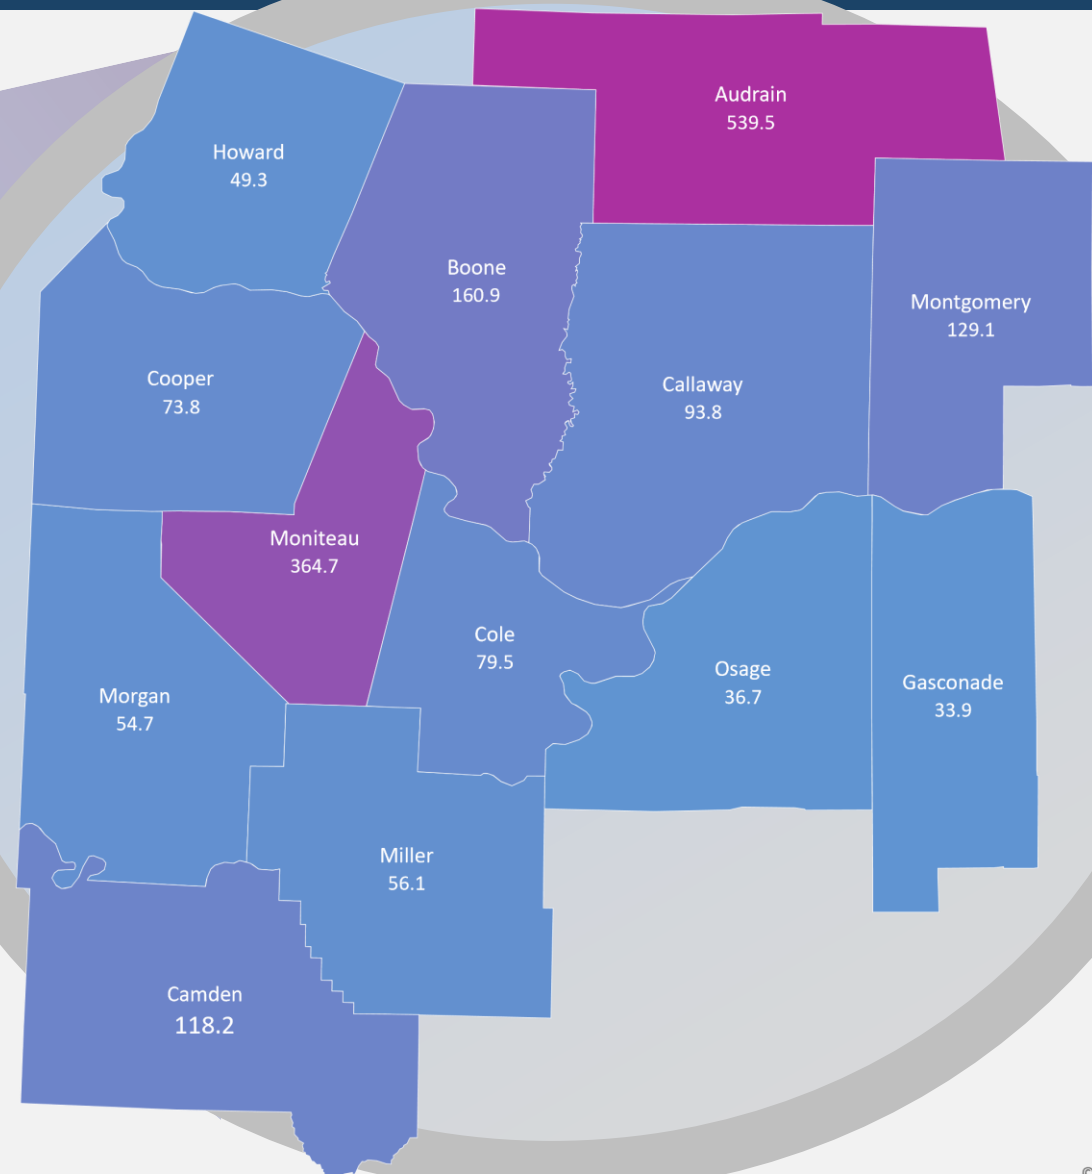 Audrain
539.5
Howard
49.3
Boone
160.9
Montgomery
129.1
Cooper
73.8
Callaway
93.8
Moniteau
364.7
Cole
79.5
Osage
36.7
Gasconade
33.9
Morgan
54.7
Miller
56.1
Camden
118.2